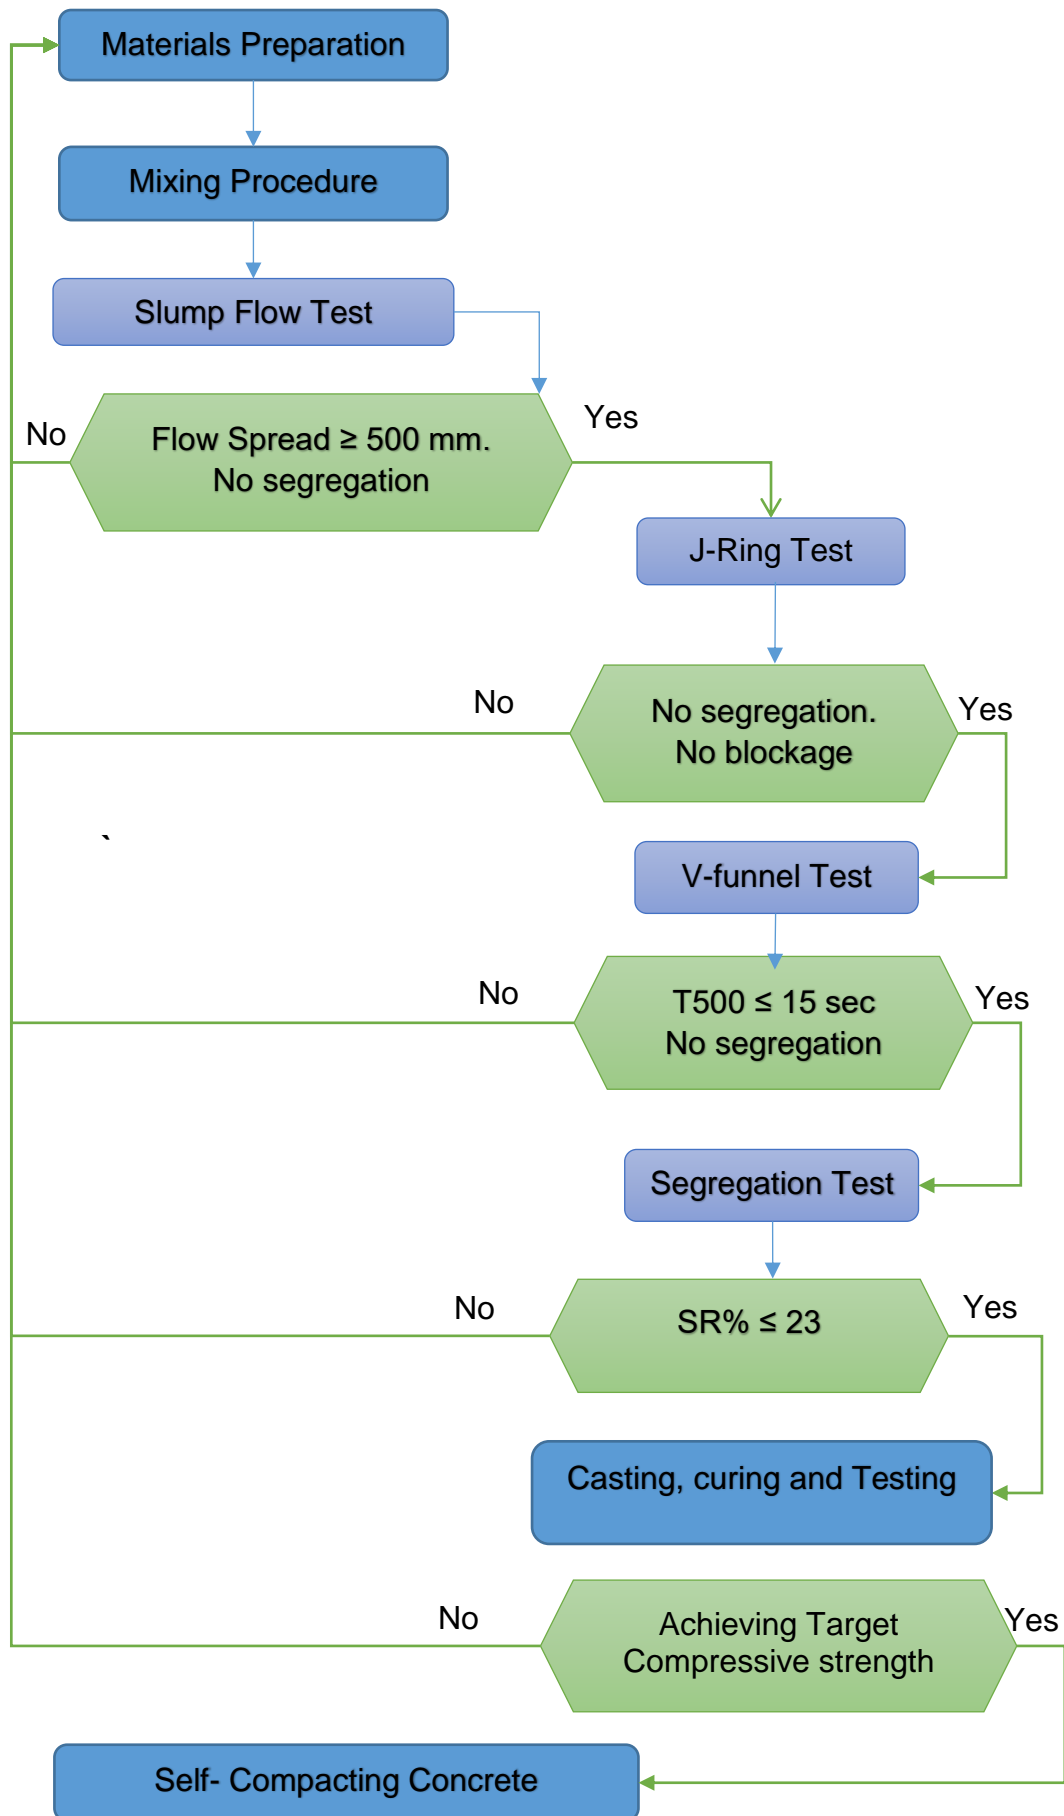 Materials Preparation
Mixing Procedure
Slump Flow Test
No
Flow Spread ≥ 500 mm.
No segregation
Yes
J-Ring Test
No
No segregation.
No blockage
Yes
`
V-funnel Test
No
T500 ≤ 15 sec
No segregation
Yes
Segregation Test
No
SR% ≤ 23
Yes
Casting, curing and Testing
No
Achieving Target
Compressive strength
Yes
Self- Compacting Concrete